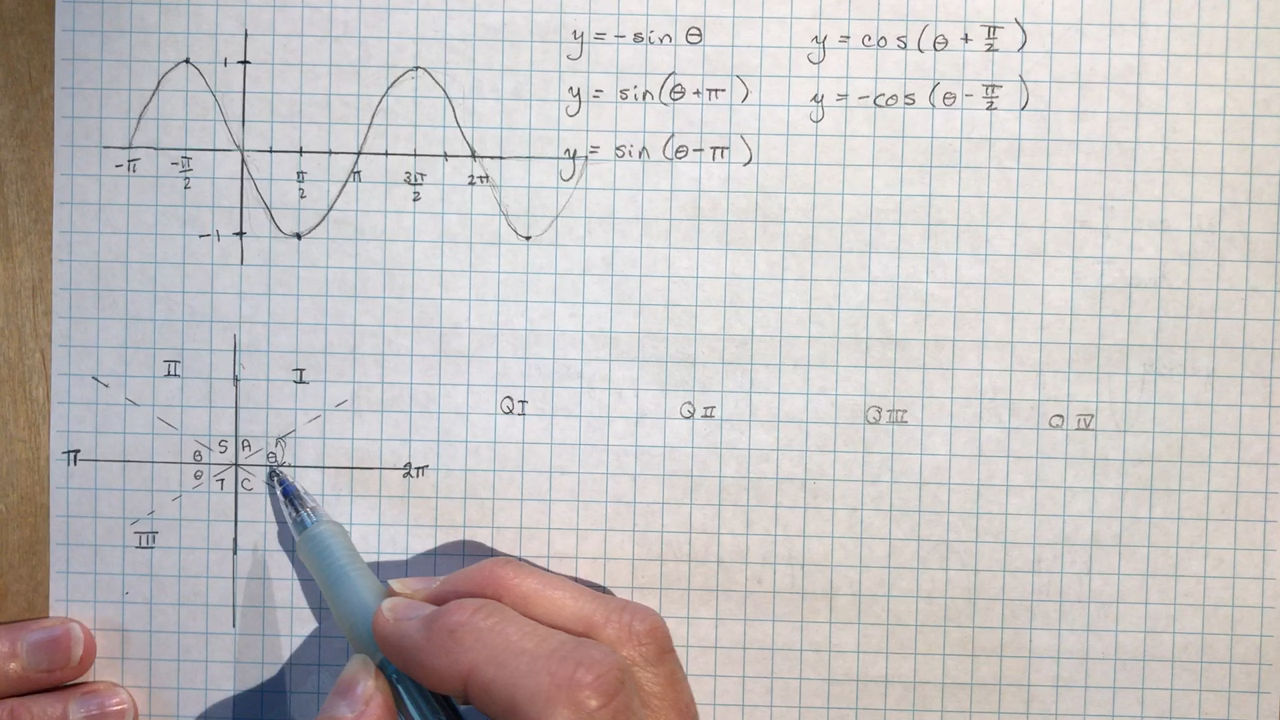 y = -sin θ
y = cos(θ + π/2)
y = sin(θ+π)
y = -cos(θ - π/2)
y = sin(θ-π)
1
-π -π/2 π/2 π 3π/2 2π
-1
II I
QI QII QIII QIV
S A
θ θ
π 2π
θ T C θ
III